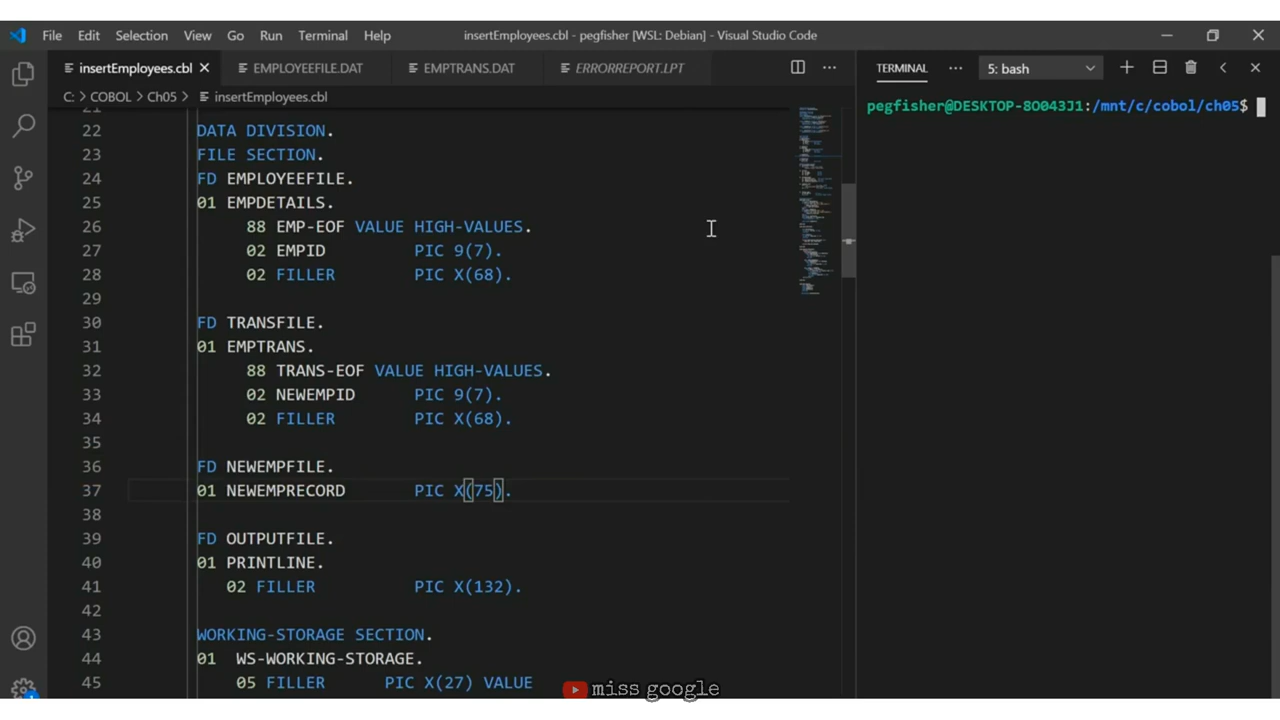 File Edit Selection View Go Run Terminal Help insertEmployees.cbl - pegfisher [WSL: Debian] - Visual Studio Code
insertEmployees.cbl EMPLOYEEFILE.DAT EMPTRANS.DAT ERRORREPORT.LPT TERMINAL 5: bash
C: > COBOL > Ch05 > insertEmployees.cbl
pegfisher@DESKTOP-8O043J1:/mnt/c/cobol/ch05$
21
22 DATA DIVISION.
23 FILE SECTION.
24 FD EMPLOYEEFILE.
25 01 EMPDETAILS.
26 88 EMP-EOF VALUE HIGH-VALUES.
27 02 EMPID PIC 9(7).
28 02 FILLER PIC X(68).
29
30 FD TRANSFILE.
31 01 EMPTRANS.
32 88 TRANS-EOF VALUE HIGH-VALUES.
33 02 NEWEMPID PIC 9(7).
34 02 FILLER PIC X(68).
35
36 FD NEWEMPFILE.
37 01 NEWEMPRECORD PIC X(75).
38
39 FD OUTPUTFILE.
40 01 PRINTLINE.
41 02 FILLER PIC X(132).
42
43 WORKING-STORAGE SECTION.
44 01 WS-WORKING-STORAGE.
45 05 FILLER PIC X(27) VALUE
miss google